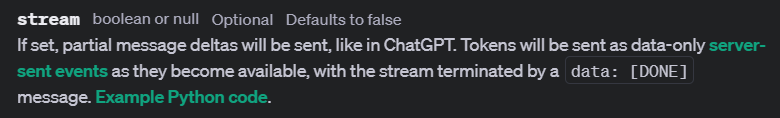 stream boolean or null Optional Defaults to false
If set, partial message deltas will be sent, like in ChatGPT. Tokens will be sent as data-only server-
sent events as they become available, with the stream terminated by a data: [DONE]
message. Example Python code.